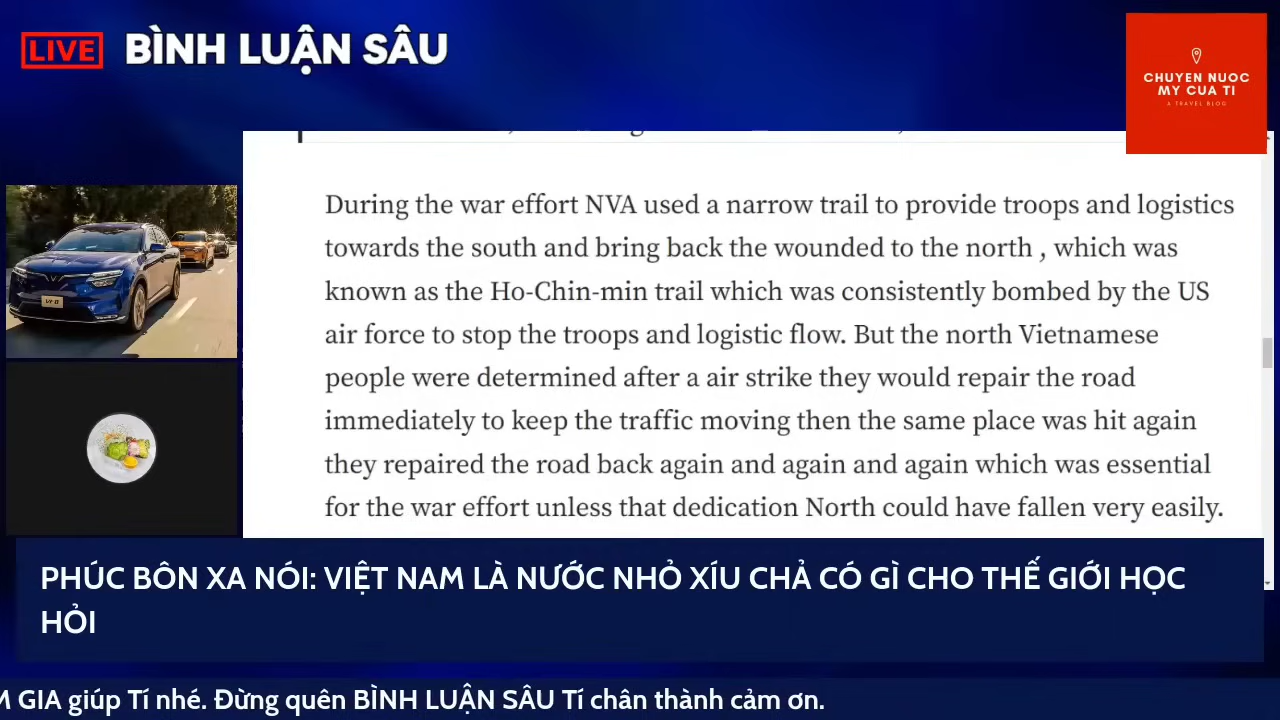 LIVE BÌNH LUẬN SÂU
CHUYEN NUOC
MY CUA TI
A TRAVEL BLOG
During the war effort NVA used a narrow trail to provide troops and logistics
towards the south and bring back the wounded to the north , which was
known as the Ho-Chin-min trail which was consistently bombed by the US
air force to stop the troops and logistic flow. But the north Vietnamese
people were determined after a air strike they would repair the road
immediately to keep the traffic moving then the same place was hit again
they repaired the road back again and again and again which was essential
for the war effort unless that dedication North could have fallen very easily.
PHÚC BÔN XA NÓI: VIỆT NAM LÀ NƯỚC NHỎ XÍU CHẢ CÓ GÌ CHO THẾ GIỚI HỌC
HỎI
GIA giúp Tí nhé. Đừng quên BÌNH LUẬN SÂU Tí chân thành cảm ơn.